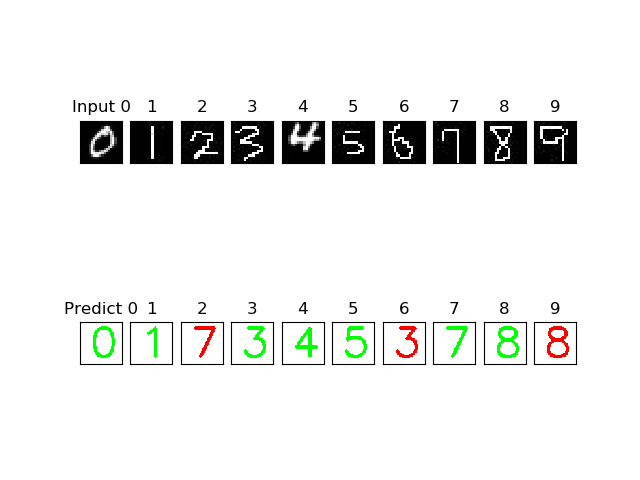 Input 0 1 2 3 4 5 6 7 8 9
0 1 2 3 4 5 6 7 8 9
Predict 0 1 2 3 4 5 6 7 8 9
0 1 7 3 4 5 3 7 8 8